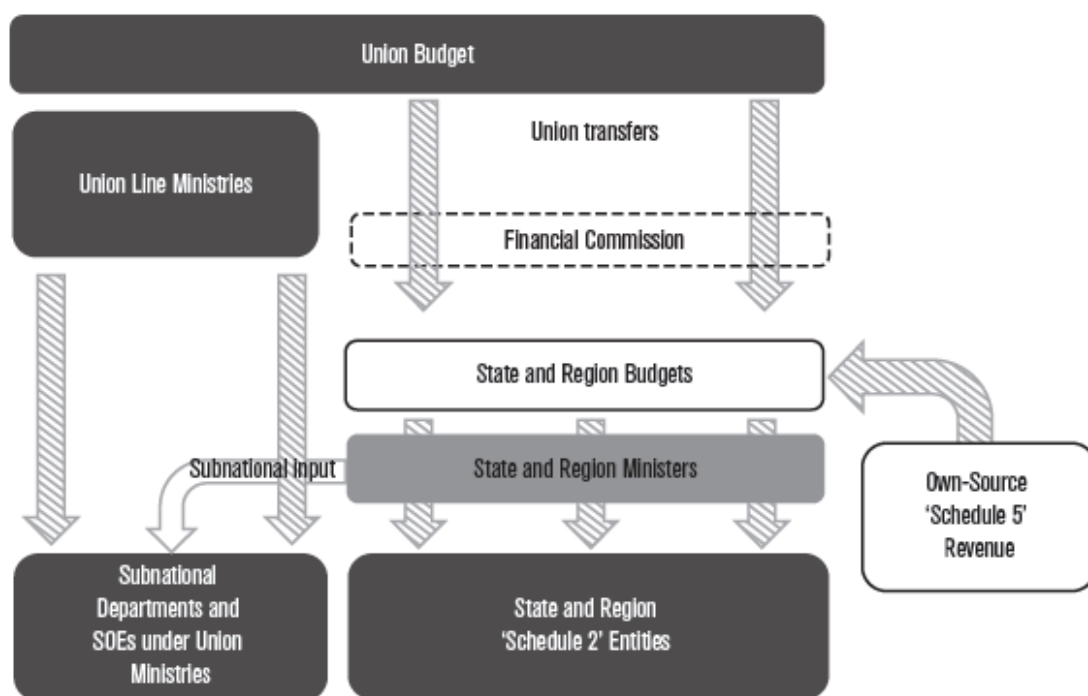 Union Budget
Union transfers
Union Line Ministries
Financial Commission
State and Region Budgets
Subnational Input
State and Region Ministers
Own-Source
‘Schedule 5’
Revenue
Subnational
Departments and
SOEs under Union
Ministries
State and Region
‘Schedule 2’ Entities